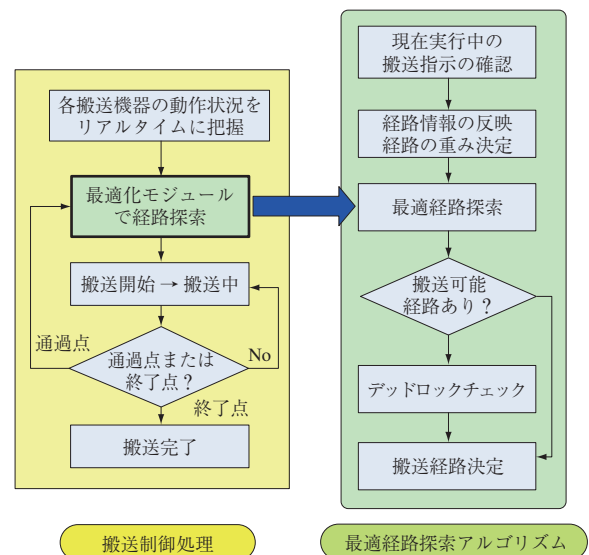 各搬送機器の動作状況を
リアルタイムに把握
最適化モジュール
で経路探索
搬送開始 → 搬送中
通過点
通過点または
終了点？
No
終了点
搬送完了
搬送制御処理
現在実行中の
搬送指示の確認
経路情報の反映
経路の重み決定
最適経路探索
搬送可能
経路あり？
デッドロックチェック
搬送経路決定
最適経路探索アルゴリズム